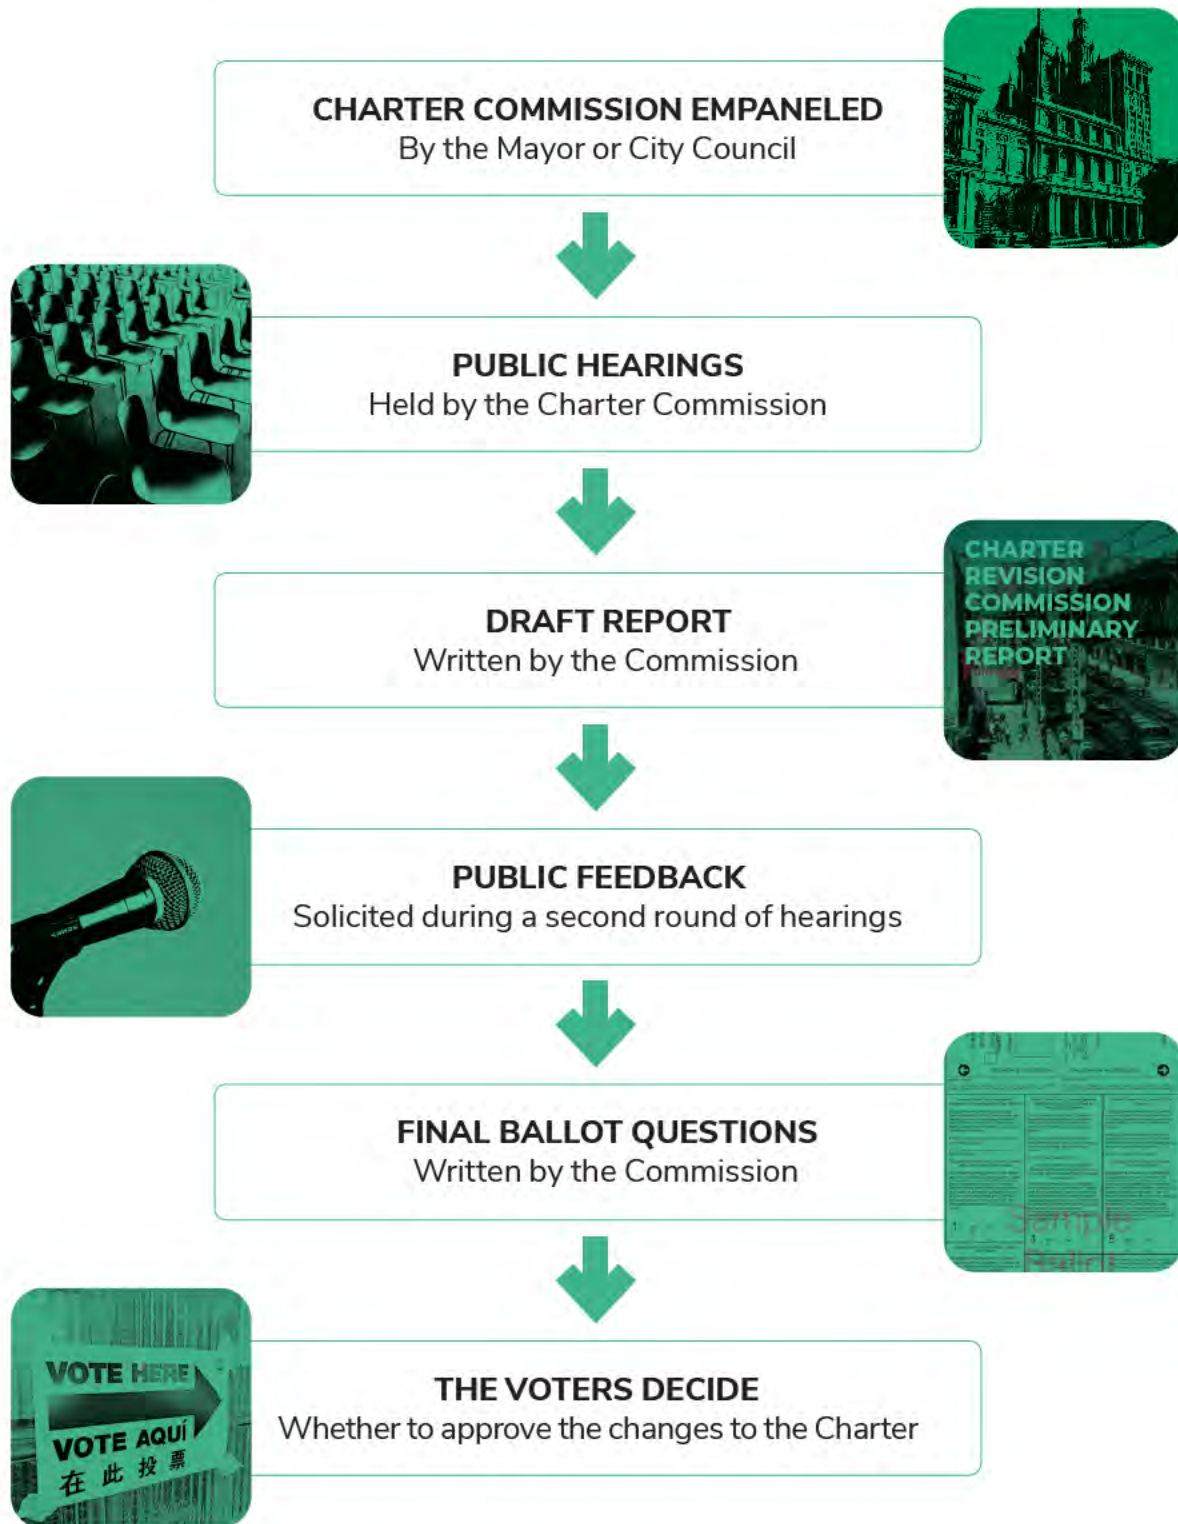 CHARTER COMMISSION EMPANELED
By the Mayor or City Council
PUBLIC HEARINGS
Held by the Charter Commission
CHARTER
REVISION
COMMISSION
PRELIMINARY
REPORT
DRAFT REPORT
Written by the Commission
PUBLIC FEEDBACK
Solicited during a second round of hearings
FINAL BALLOT QUESTIONS
Written by the Commission
Sample
Ballot
THE VOTERS DECIDE
Whether to approve the changes to the Charter
VOTE HERE
VOTE AQUÍ
在此投票